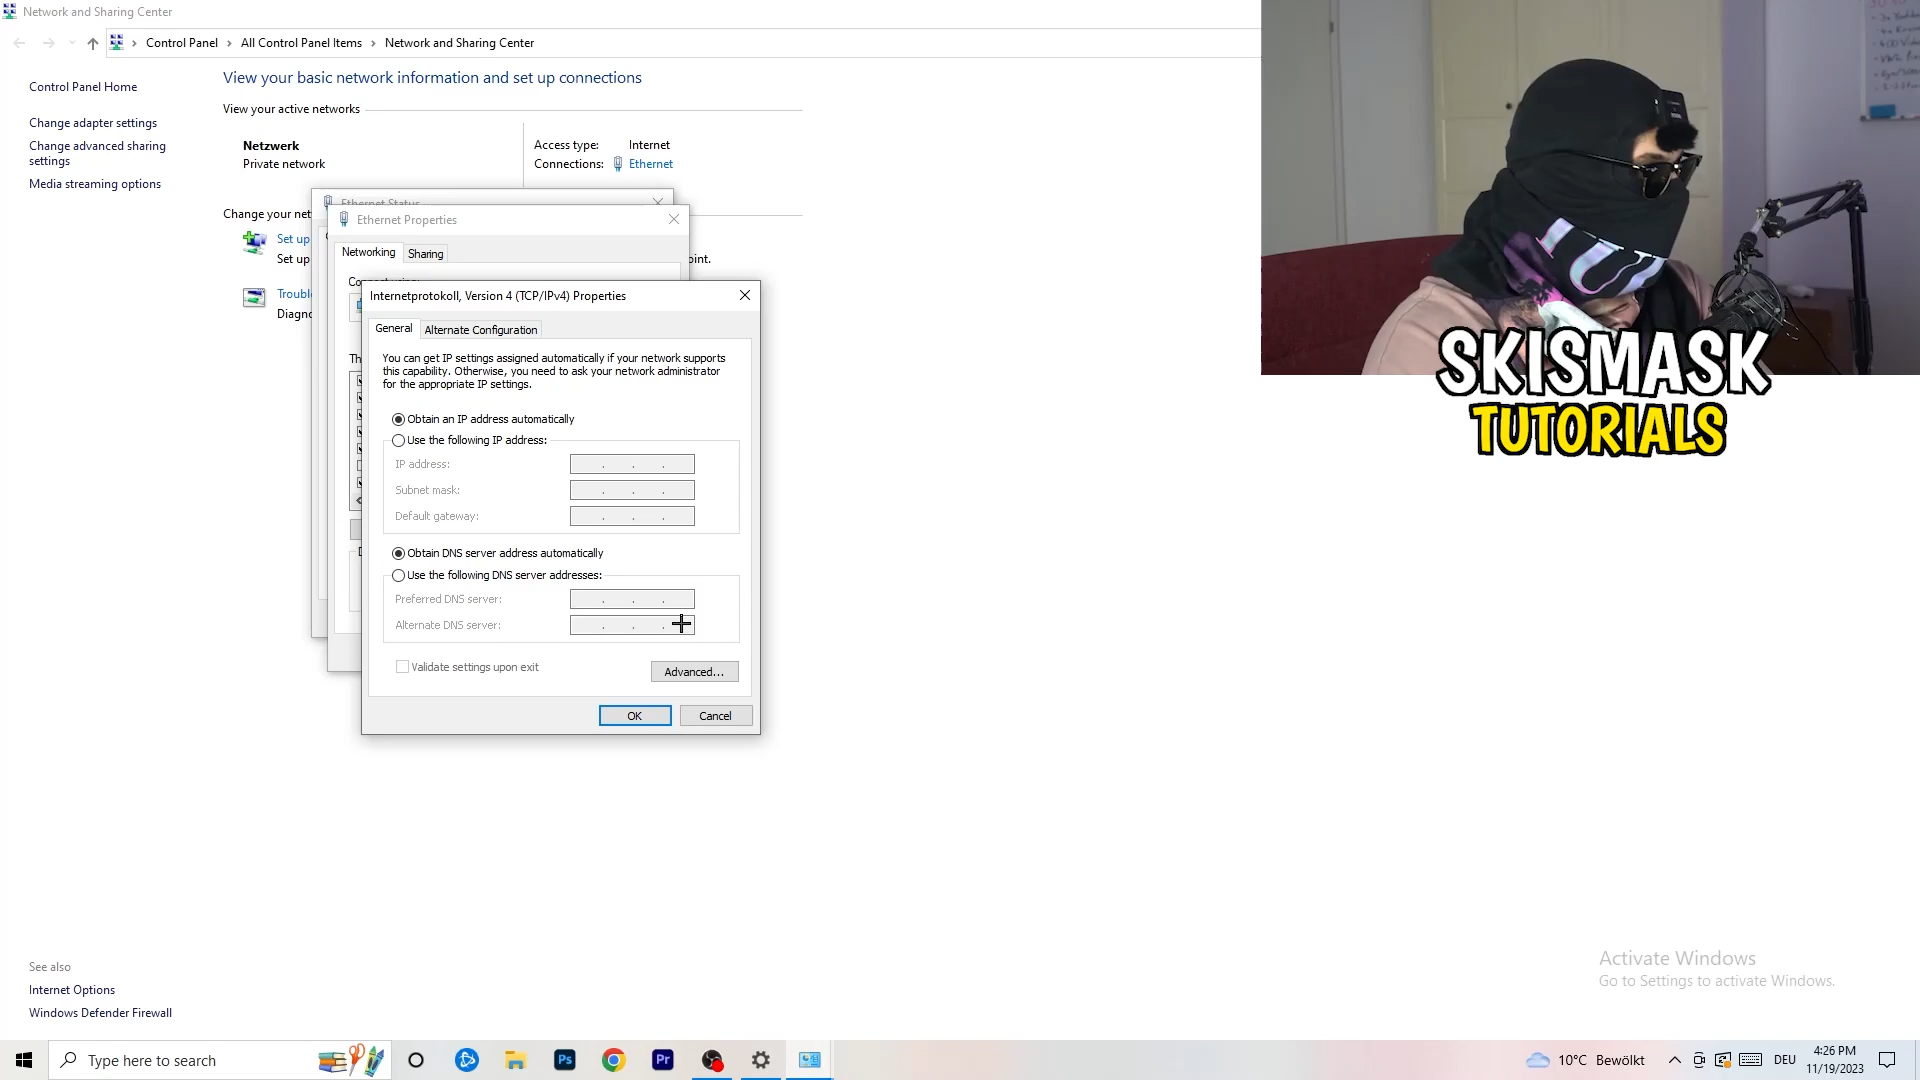 Network and Sharing Center
Control Panel
All Control Panel Items
Network and Sharing Center
Control Panel Home
Change adapter settings
Change advanced sharing
settings
Media streaming options
View your basic network information and set up connections
View your active networks
Netzwerk
Private network
Access type: Internet
Connections: Ethernet
Change your net
Set up
Set up
oint.
Troubl
Diagno
Ethernet Status
Ethernet Properties
Networking
Sharing
Internetprotokoll, Version 4 (TCP/IPv4) Properties
General
Alternate Configuration
You can get IP settings assigned automatically if your network supports
this capability. Otherwise, you need to ask your network administrator
for the appropriate IP settings.
Obtain an IP address automatically
Use the following IP address:
IP address:
Subnet mask:
Default gateway:
Obtain DNS server address automatically
Use the following DNS server addresses:
Preferred DNS server:
Alternate DNS server:
Validate settings upon exit
Advanced...
OK
Cancel
SKISMASK
TUTORIALS
Activate Windows
Go to Settings to activate Windows.
See also
Internet Options
Windows Defender Firewall
Type here to search
Ps
Pr
10°C Bewölkt
DEU
4:26 PM
11/19/2023